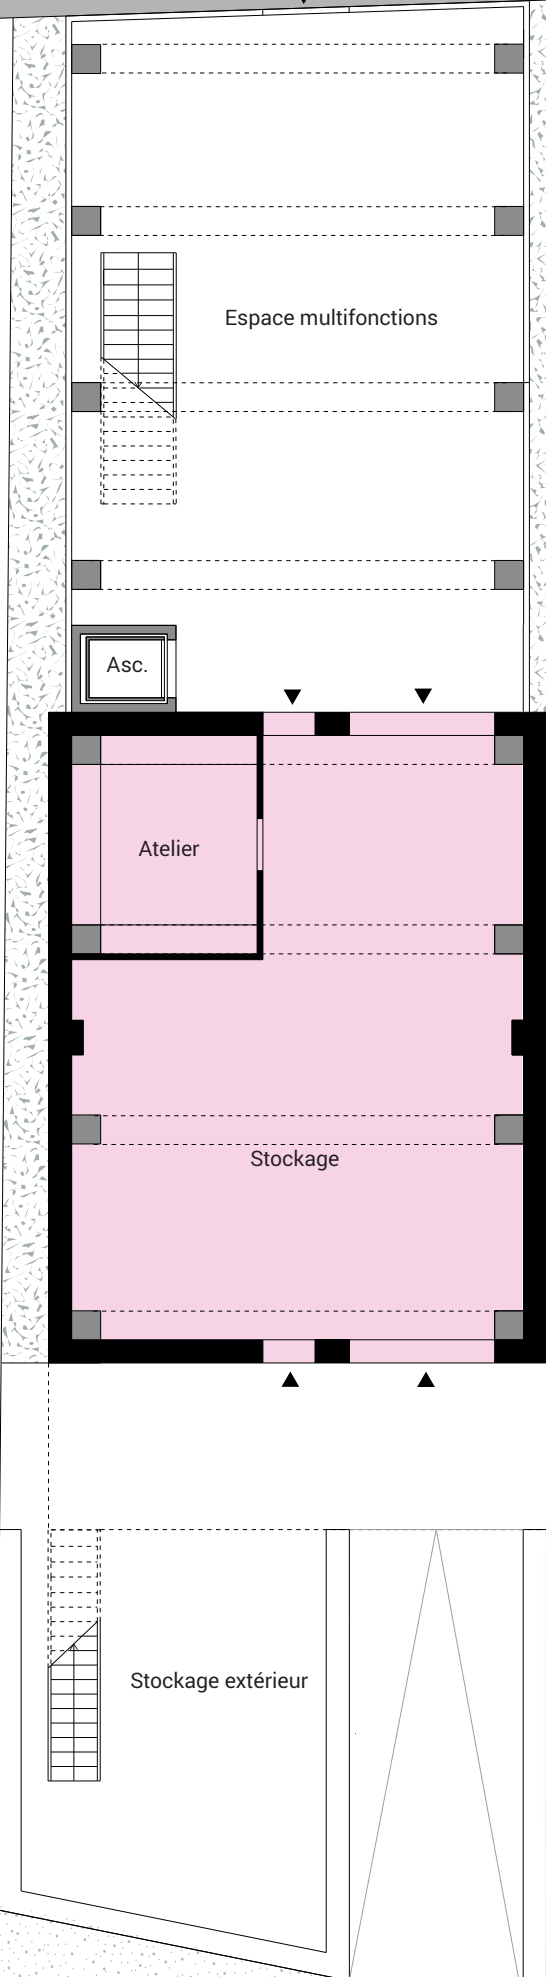 Espace multifonctions
Asc.
Atelier
Stockage
Stockage extérieur